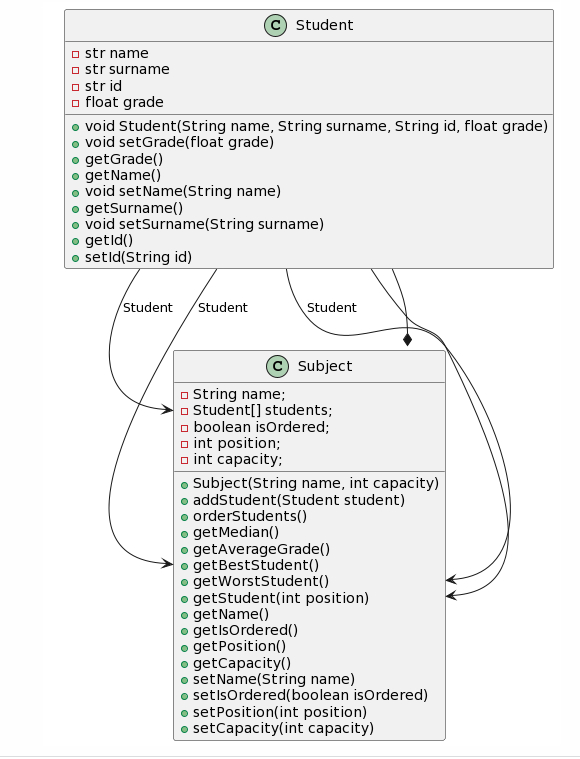 C Student
str name
str surname
str id
float grade
void Student(String name, String surname, String id, float grade)
void setGrade(float grade)
getGrade()
getName()
void setName(String name)
getSurname()
void setSurname(String surname)
getId()
setId(String id)
Student Student Student
C Subject
String name;
Student[] students;
boolean isOrdered;
int position;
int capacity;
Subject(String name, int capacity)
addStudent(Student student)
orderStudents()
getMedian()
getAverageGrade()
getBestStudent()
getWorstStudent()
getStudent(int position)
getName()
getIsOrdered()
getPosition()
getCapacity()
setName(String name)
setIsOrdered(boolean isOrdered)
setPosition(int position)
setCapacity(int capacity)